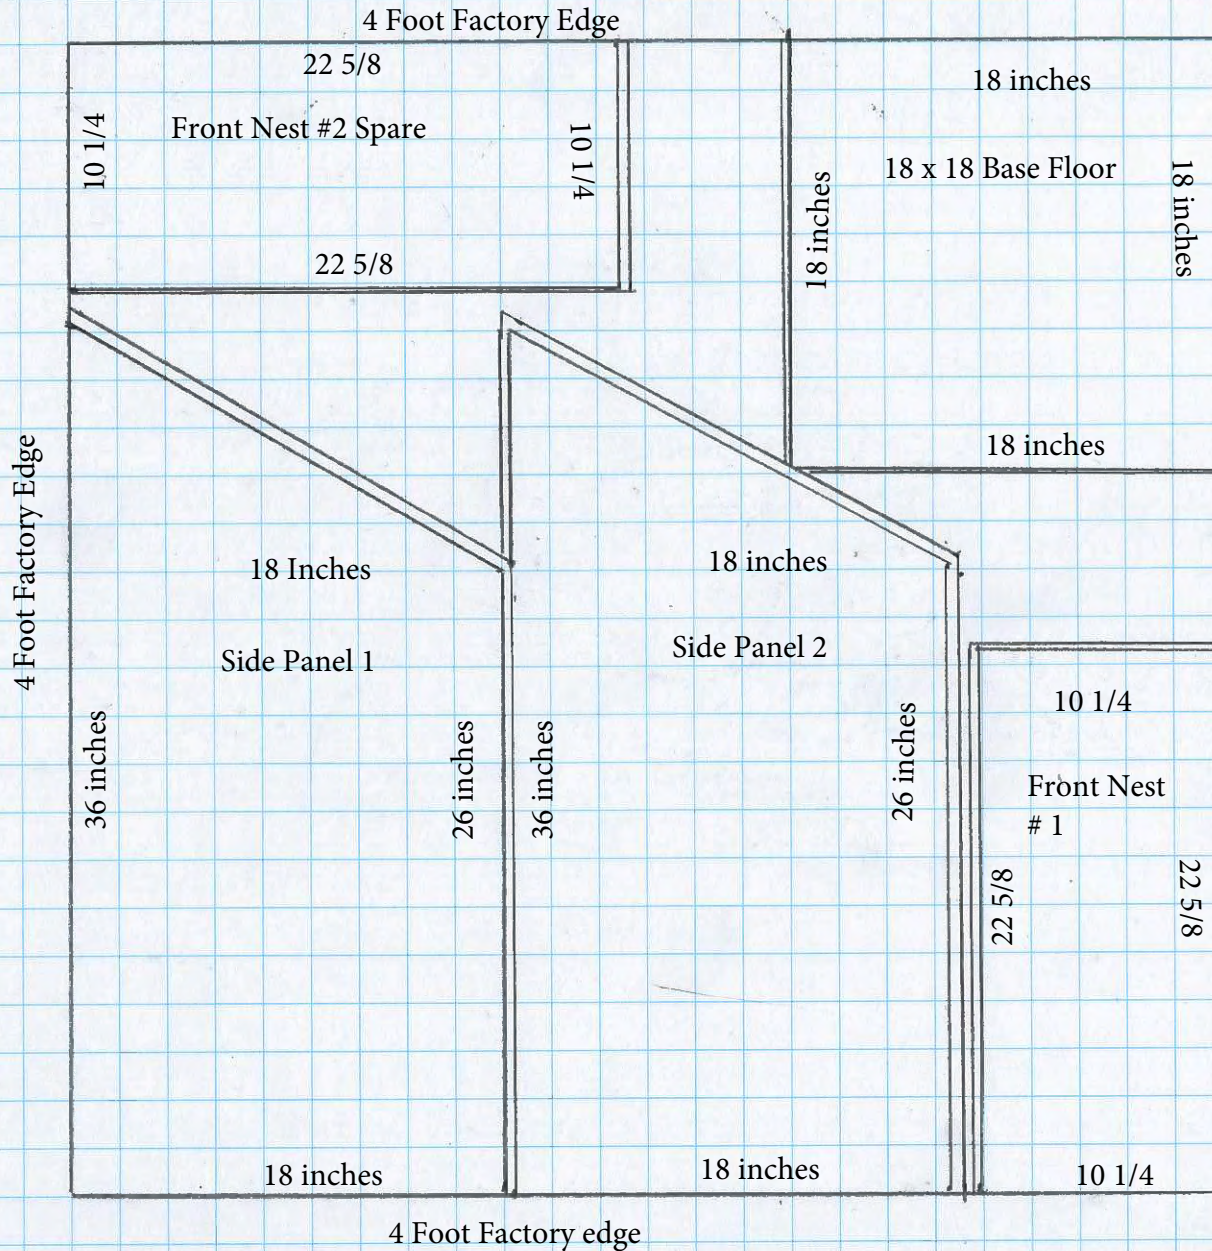 4 Foot Factory Edge
22 5/8
18 inches
10 1/4
Front Nest #2 Spare
10 1/4
18 x 18 Base Floor
18 inches
18 inches
22 5/8
18 inches
4 Foot Factory Edge
18 Inches
18 inches
Side Panel 1
Side Panel 2
10 1/4
36 inches
26 inches
36 inches
26 inches
Front Nest
# 1
22 5/8
22 5/8
18 inches
18 inches
10 1/4
4 Foot Factory edge